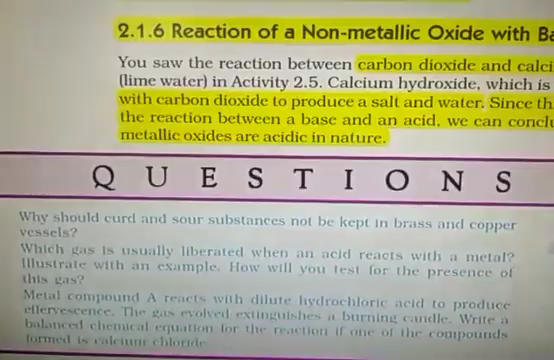 2.1.6 Reaction of a Non-metallic Oxide with Ba
You saw the reaction between carbon dioxide and calci
(lime water) in Activity 2.5. Calcium hydroxide, which is
with carbon dioxide to produce a salt and water. Since th
the reaction between a base and an acid, we can conclu
metallic oxides are acidic in nature.
QUESTIONS
Why should curd and sour substances not be kept in brass and copper
vessels?
Which gas is usually liberated when an acid reacts with a metal?
Illustrate with an example. How will you test for the presence of
this gas?
Metal compound A reacts with dilute hydrochloric acid to produce
effervescence. The gas evolved extinguishes a burning candle. Write a
balanced chemical equation for the reaction if one of the compounds
formed is calcium chloride.